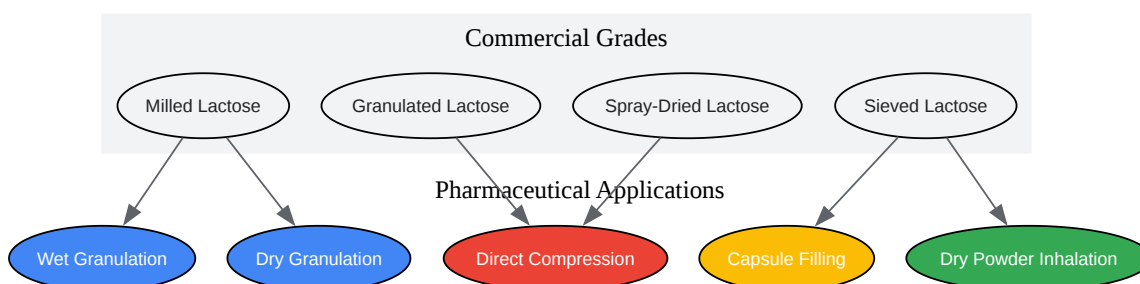 Commercial Grades
Milled Lactose
Granulated Lactose
Spray-Dried Lactose
Sieved Lactose
Pharmaceutical Applications
Wet Granulation
Dry Granulation
Direct Compression
Capsule Filling
Dry Powder Inhalation